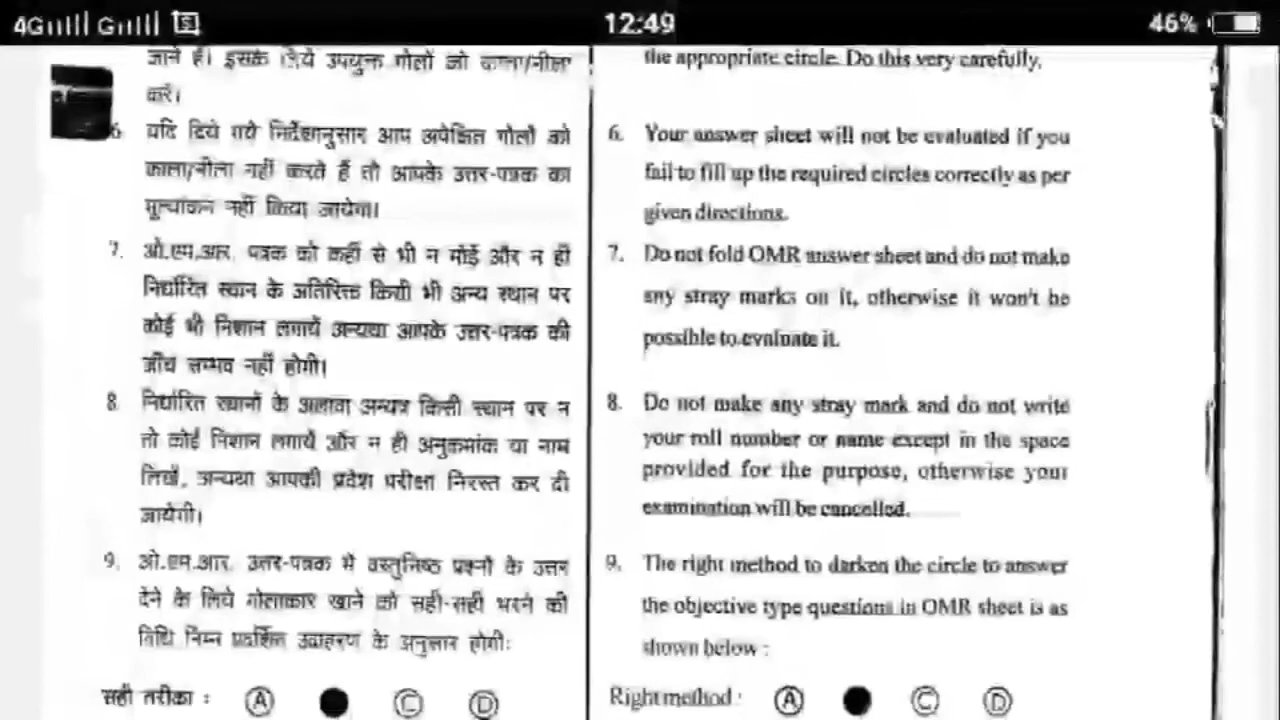 4G
12:49
46%
जाने हैं। इसके लिये उपयुक्त गोलों को काला/नीला
करें।
6. यदि दिये गये निर्देशानुसार आप अपेक्षित गोलों को
काला/नीला नहीं करते हैं तो आपके उत्तर-पत्रक का
मूल्यांकन नहीं किया जायेगा।
7. ओ.एम.आर. पत्रक को कहीं से भी न मोड़ें और न ही
निर्धारित स्थान के अतिरिक्त किसी भी अन्य स्थान पर
कोई भी निशान लगायें अन्यथा आपके उत्तर-पत्रक की
जाँच सम्भव नहीं होगी।
8. निर्धारित स्थानों के अलावा अन्यत्र किसी स्थान पर न
तो कोई निशान लगायें और न ही अनुक्रमांक या नाम
लिखें, अन्यथा आपकी प्रवेश परीक्षा निरस्त कर दी
जायेगी।
9. ओ.एम.आर. उत्तर-पत्रक में वस्तुनिष्ठ प्रश्नों के उत्तर
देने के लिये गोलाकार खाने को सही-सही भरने की
विधि निम्न प्रदर्शित उदाहरण के अनुसार होगी:
सही तरीका : A C D
the appropriate circle. Do this very carefully.
6. Your answer sheet will not be evaluated if you
fail to fill up the required circles correctly as per
given directions.
7. Do not fold OMR answer sheet and do not make
any stray marks on it, otherwise it won't be
possible to evaluate it.
8. Do not make any stray mark and do not write
your roll number or name except in the space
provided for the purpose, otherwise your
examination will be cancelled.
9. The right method to darken the circle to answer
the objective type questions in OMR sheet is as
shown below :
Right method : A C D